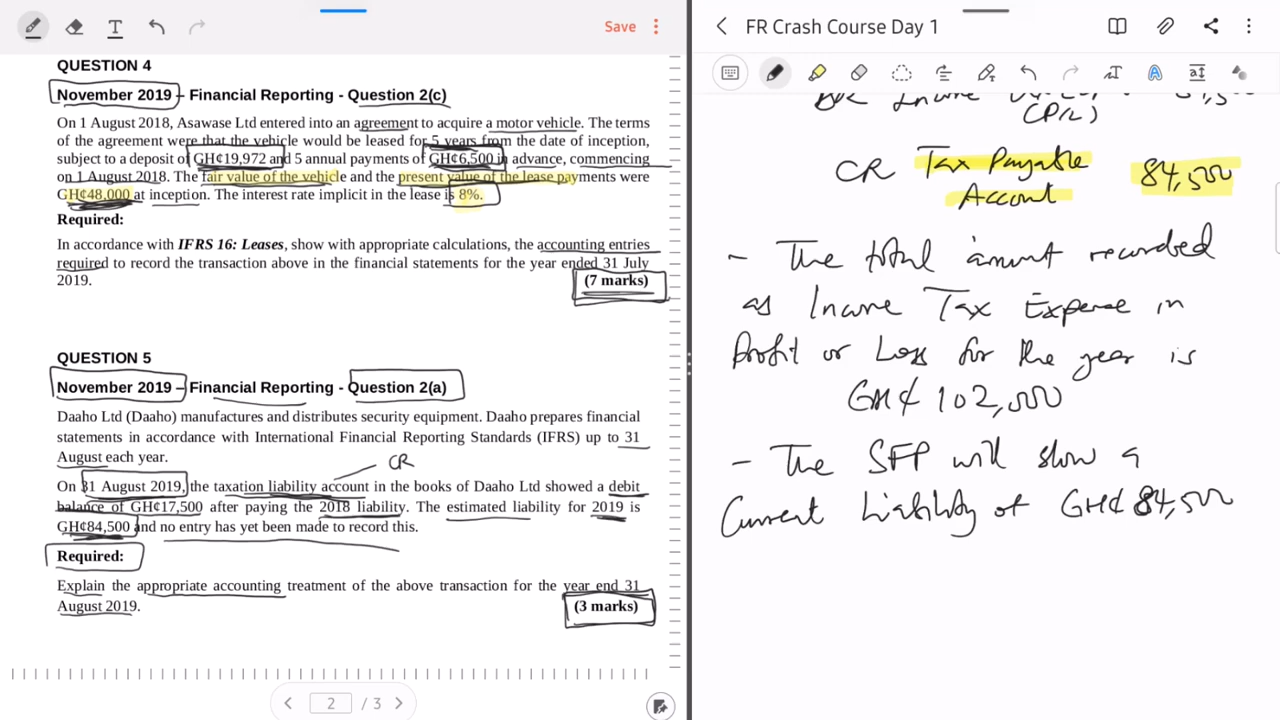 Save
QUESTION 4
November 2019 – Financial Reporting - Question 2(c)
On 1 August 2018, Asawase Ltd entered into an agreement to acquire a motor vehicle. The terms
of the agreement were that the vehicle would be leased for 5 years from the date of inception,
subject to a deposit of GH¢19,972 and 5 annual payments of GH¢6,500 in advance, commencing
on 1 August 2018. The fair value of the vehicle and the present value of the lease payments were
GH¢48,000 at inception. The interest rate implicit in the lease is 8%.
Required:
In accordance with IFRS 16: Leases, show with appropriate calculations, the accounting entries
required to record the transaction above in the financial statements for the year ended 31 July
2019.
(7 marks)
QUESTION 5
November 2019 – Financial Reporting - Question 2(a)
Daaho Ltd (Daaho) manufactures and distributes security equipment. Daaho prepares financial
statements in accordance with International Financial Reporting Standards (IFRS) up to 31
August each year.
CR
On 31 August 2019, the taxation liability account in the books of Daaho Ltd showed a debit
balance of GH¢17,500 after paying the 2018 liability. The estimated liability for 2019 is
GH¢84,500 and no entry has yet been made to record this.
Required:
Explain the appropriate accounting treatment of the above transaction for the year end 31
August 2019.
(3 marks)
2 / 3
FR Crash Course Day 1
(P/L)
CR Tax Payable 84,500
Account
- The total amount recorded
as Income Tax Expense in
Profit or Loss for the year is
GH¢ 102,000
- The SFP will show a
Current Liability of GH¢ 84,500